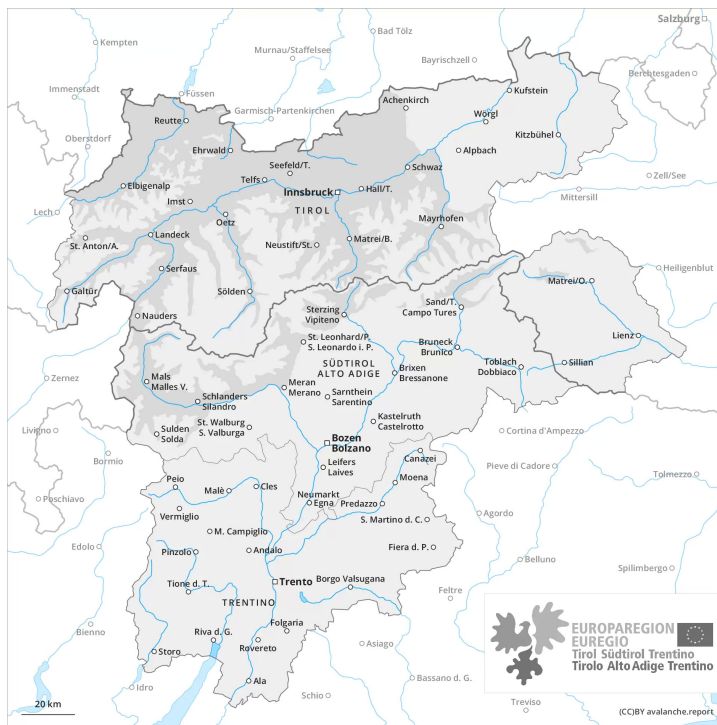 Salzburg
Kempten
Bad Tölz
Murnau/Staffelsee
Bayrischzell
Berchtesgaden
Immenstadt
Füssen
Garmisch-Partenkirchen
Achenkirch
Kufstein
Reutte
Wörgl
Oberstdorf
Ehrwald
Kitzbühel
Alpbach
Seefeld/T.
Schwaz
Telfs
Zell/See
Elbigenalp
Innsbruck
Hall/T.
Mittersill
Imst
TIROL
Lech
Oetz
Mayrhofen
Landeck
Matrei/B.
St. Anton/A.
Neustift/St.
Serfaus
Heiligenblut
Matrei/O.
Galtür
Sölden
Sand/T.
Campo Tures
Nauders
Sterzing
Vipiteno
Lienz
St. Leonhard/P.
S. Leonardo i. P.
Bruneck
Brunico
Toblach
Dobbiaco
Sillian
SÜDTIROL
ALTO ADIGE
Brixen
Bressanone
Zernez
Mals
Malles V.
Meran
Merano
Sarnthein
Sarentino
Schlanders
Silandro
St. Walburg
S. Valburga
Kastelruth
Castelrotto
Livigno
Sulden
Solda
Bozen
Bolzano
Cortina d'Ampezzo
Bormio
Canazei
Pieve di Cadore
Leifers
Laives
Tolmezzo
Peio
Cles
Moena
Malè
Poschiavo
Neumarkt
Egna
Predazzo
Vermiglio
S. Martino d. C.
Agordo
M. Campiglio
Edolo
Pinzolo
Andalo
Fiera d. P.
Belluno
Spilimbergo
Tione d. T.
Trento
Borgo Valsugana
Feltre
TRENTINO
Folgaria
Bienno
Riva d. G.
Rovereto
Asiago
Storo
Ala
Bassano d. G.
Idro
Schio
Treviso
EUROPAREGION
EUREGIO
Tirol Südtirol Trentino
Tirolo Alto Adige Trentino
20 km
(CC)BY avalanche.report